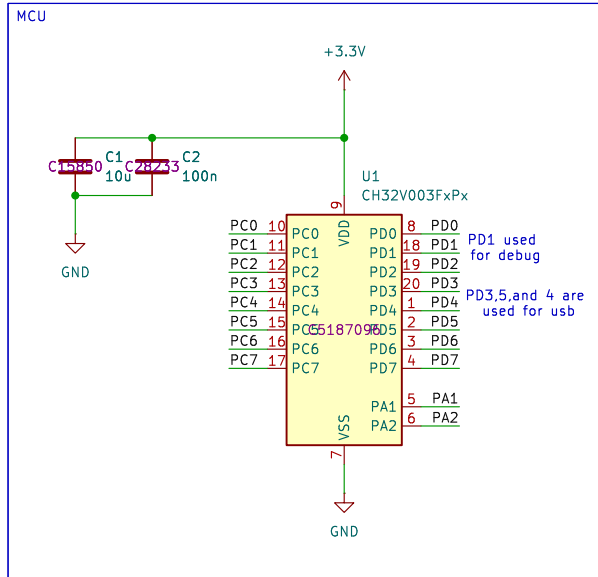 MCU
+3.3V
C15850
C1
10u
C28233
C2
100n
GND
U1
CH32V003FxPx
9
VDD
PC0 10 PC0
PD0 8 PD0
PC1 11 PC1
PD1 18 PD1
PC2 12 PC2
PD2 19 PD2
PC3 13 PC3
PD3 20 PD3
PC4 14 PC4
PD4 1 PD4
PC5 15 PC5
C5187096
PD5 2 PD5
PC6 16 PC6
PD6 3 PD6
PC7 17 PC7
PD7 4 PD7
PA1 5 PA1
PA2 6 PA2
PD1 used
for debug
PD3,5,and 4 are
used for usb
VSS
7
GND